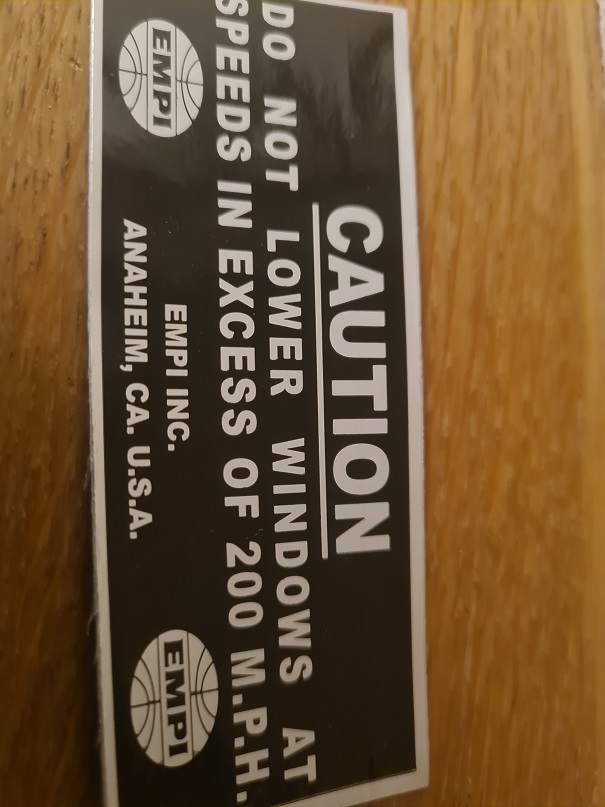 CAUTION
DO NOT LOWER WINDOWS AT
SPEEDS IN EXCESS OF 200 M.P.H.
EMPI INC.
ANAHEIM, CA. U.S.A.
EMPI
EMPI